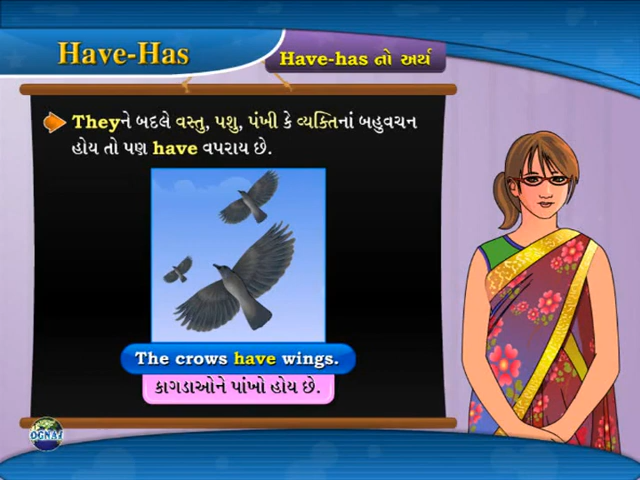 Have-Has
Have-has નો અર્થ
Theyને બદલે વસ્તુ, પશુ, પંખી કે વ્યક્તિનાં બહુવચન
હોય તો પણ have વપરાય છે.
The crows have wings.
કાગડાઓને પાંખો હોય છે.